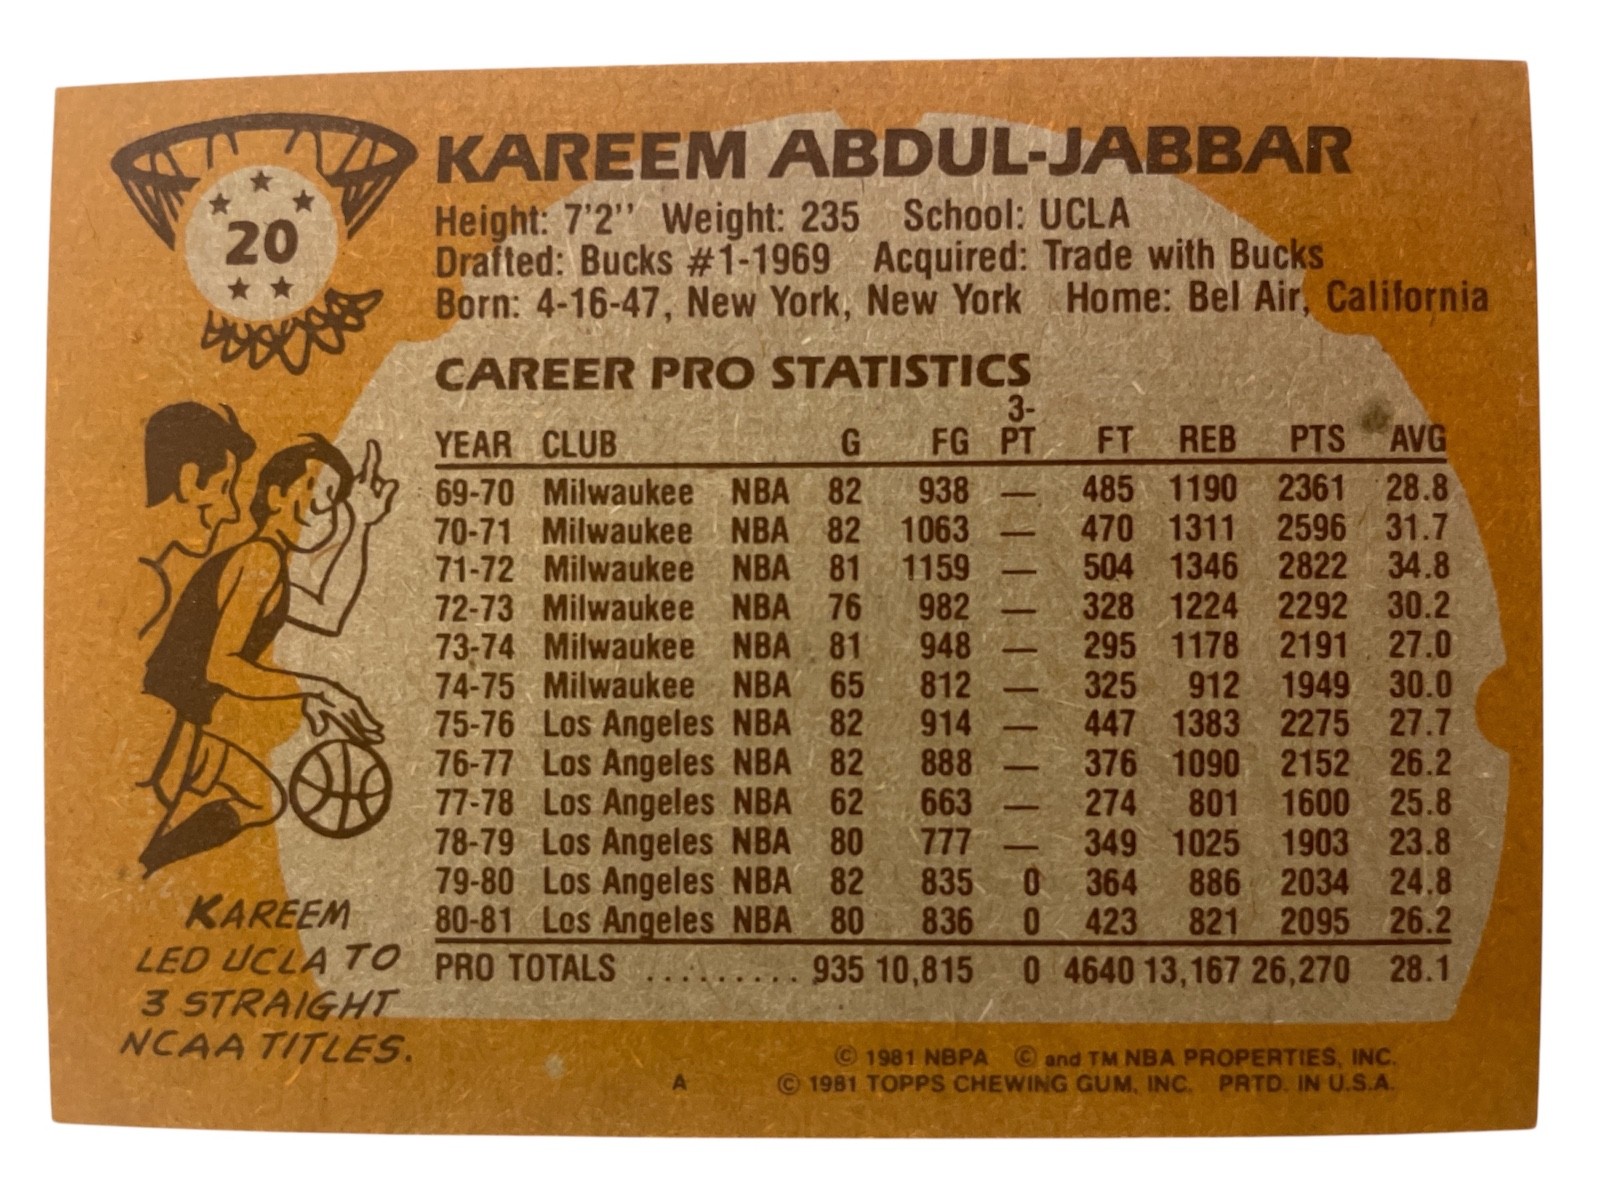 20
KAREEM ABDUL-JABBAR
Height: 7'2'' Weight: 235 School: UCLA
Drafted: Bucks #1-1969 Acquired: Trade with Bucks
Born: 4-16-47, New York, New York Home: Bel Air, California
CAREER PRO STATISTICS
YEAR CLUB G FG 3-PT FT REB PTS AVG
69-70 Milwaukee NBA 82 938 — 485 1190 2361 28.8
70-71 Milwaukee NBA 82 1063 — 470 1311 2596 31.7
71-72 Milwaukee NBA 81 1159 — 504 1346 2822 34.8
72-73 Milwaukee NBA 76 982 — 328 1224 2292 30.2
73-74 Milwaukee NBA 81 948 — 295 1178 2191 27.0
74-75 Milwaukee NBA 65 812 — 325 912 1949 30.0
75-76 Los Angeles NBA 82 914 — 447 1383 2275 27.7
76-77 Los Angeles NBA 82 888 — 376 1090 2152 26.2
77-78 Los Angeles NBA 62 663 — 274 801 1600 25.8
78-79 Los Angeles NBA 80 777 — 349 1025 1903 23.8
79-80 Los Angeles NBA 82 835 0 364 886 2034 24.8
80-81 Los Angeles NBA 80 836 0 423 821 2095 26.2
PRO TOTALS ......... 935 10,815 0 4640 13,167 26,270 28.1
KAREEM
LED UCLA TO
3 STRAIGHT
NCAA TITLES.
© 1981 NBPA © and TM NBA PROPERTIES, INC.
A © 1981 TOPPS CHEWING GUM, INC. PRTD. IN U.S.A.